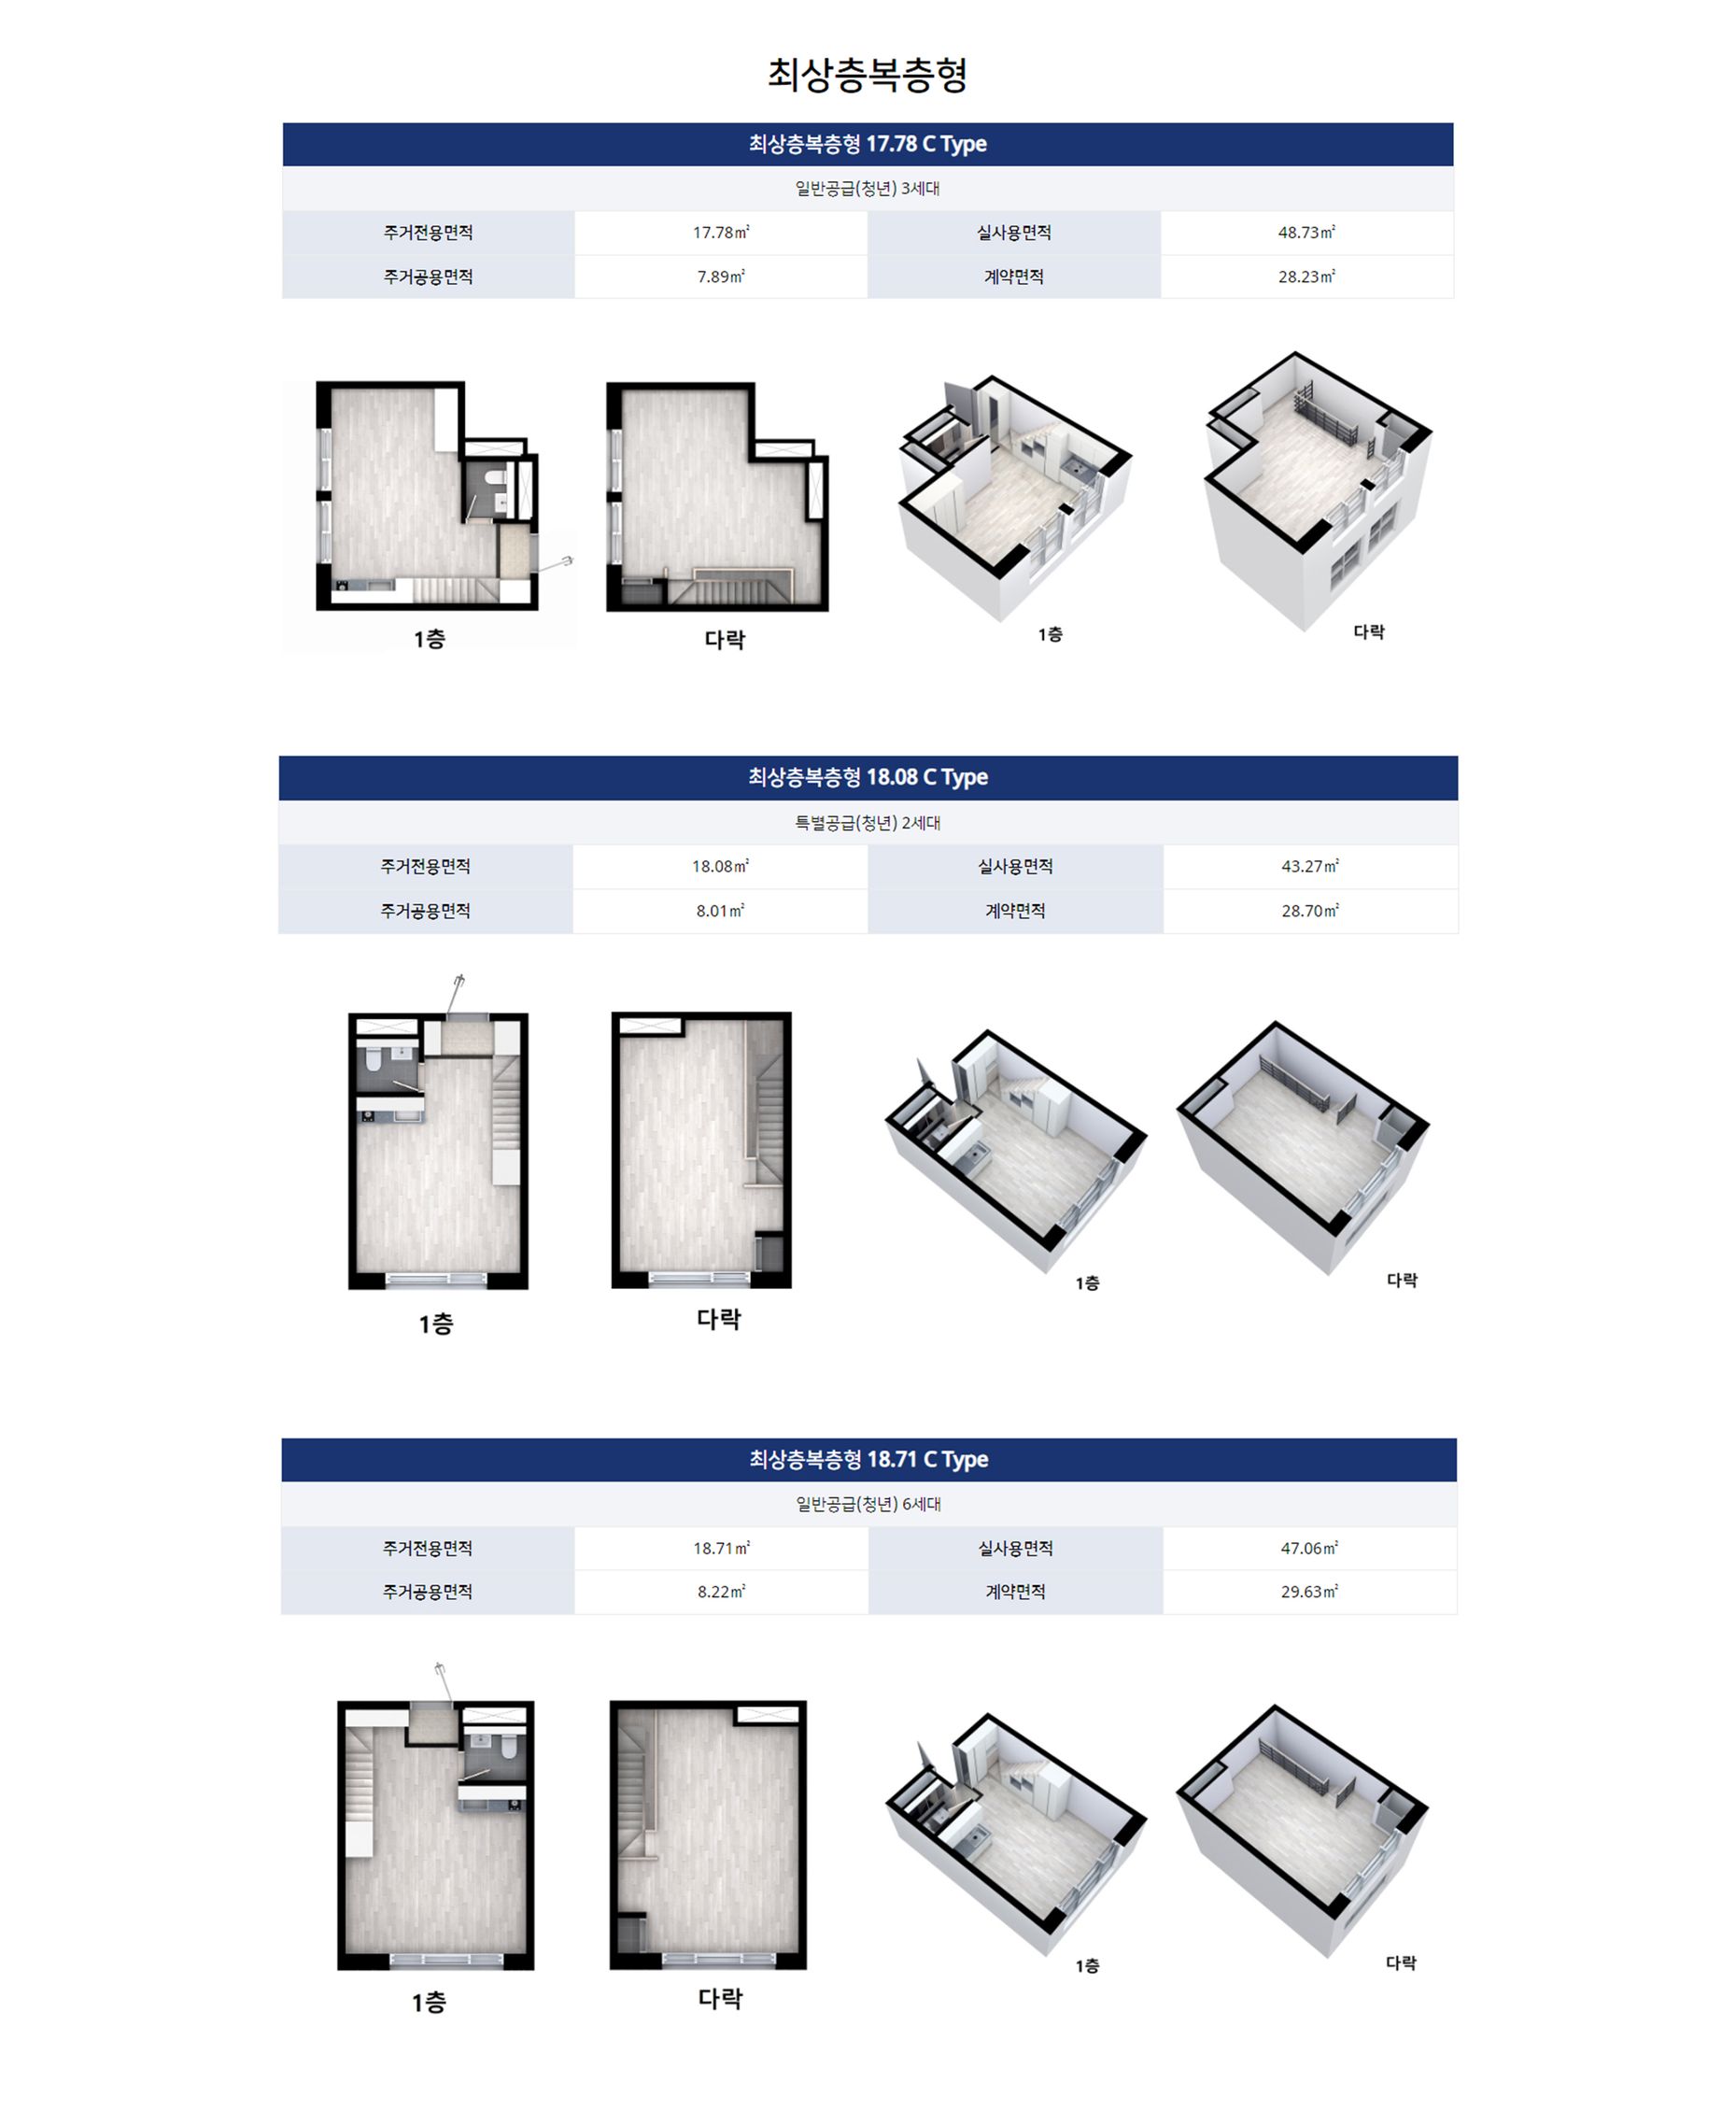 최상층복층형
최상층복층형 17.78 C Type
일반공급(청년) 3세대
주거전용면적 17.78㎡ 실사용면적 48.73㎡
주거공용면적 7.89㎡ 계약면적 28.23㎡
1층 다락 1층 다락
최상층복층형 18.08 C Type
특별공급(청년) 2세대
주거전용면적 18.08㎡ 실사용면적 43.27㎡
주거공용면적 8.01㎡ 계약면적 28.70㎡
1층 다락 1층 다락
최상층복층형 18.71 C Type
일반공급(청년) 6세대
주거전용면적 18.71㎡ 실사용면적 47.06㎡
주거공용면적 8.22㎡ 계약면적 29.63㎡
1층 다락 1층 다락